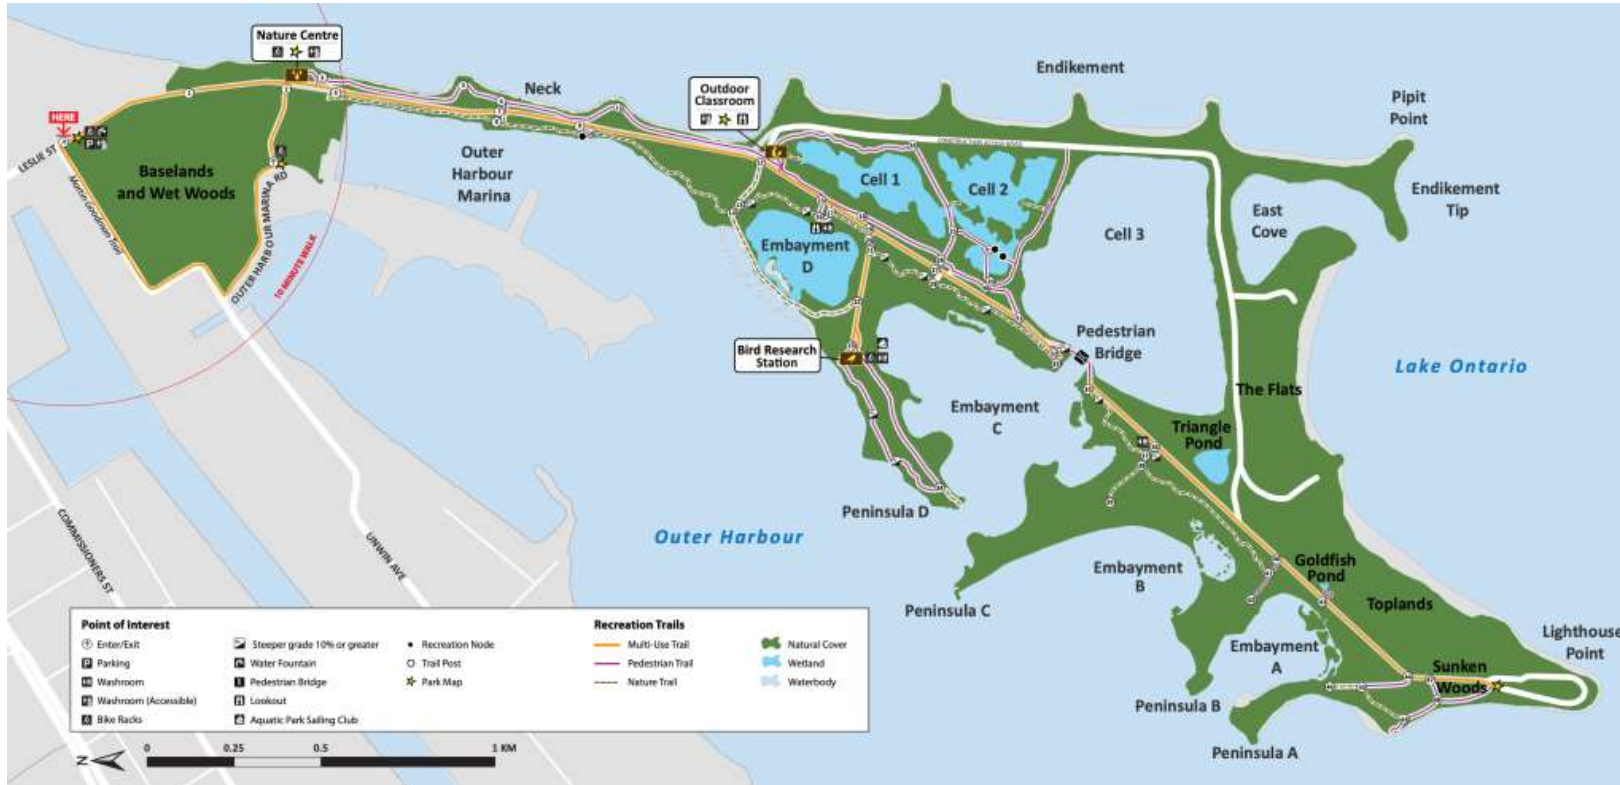 Nature Centre
HERE
LESLIE ST
Baselands
and Wet Woods
Martin Goodman Trail
OUTER HARBOUR MARINA RD
10 MINUTE WALK
Neck
Outer
Harbour
Marina
Outdoor
Classroom
Endikement
Pipit
Point
Endikement
Tip
CONSTRUCTION ACCESS ROAD
Cell 1
Cell 2
Cell 3
East
Cove
Embayment
D
Bird Research
Station
Pedestrian
Bridge
Lake Ontario
The Flats
Embayment
C
Triangle
Pond
Peninsula D
Outer Harbour
COMMISSIONERS ST
UNWIN AVE
Embayment
B
Goldfish
Pond
Peninsula C
Toplands
Embayment
A
Lighthouse
Point
Sunken
Woods
Peninsula B
Peninsula A
Point of Interest
Enter/Exit
P Parking
Washroom
Washroom (Accessible)
Bike Racks
Steeper grade 10% or greater
Water Fountain
Pedestrian Bridge
Lookout
Aquatic Park Sailing Club
Recreation Node
Trail Post
Park Map
Recreation Trails
Multi-Use Trail
Pedestrian Trail
Nature Trail
Natural Cover
Wetland
Waterbody
N
0 0.25 0.5 1 KM